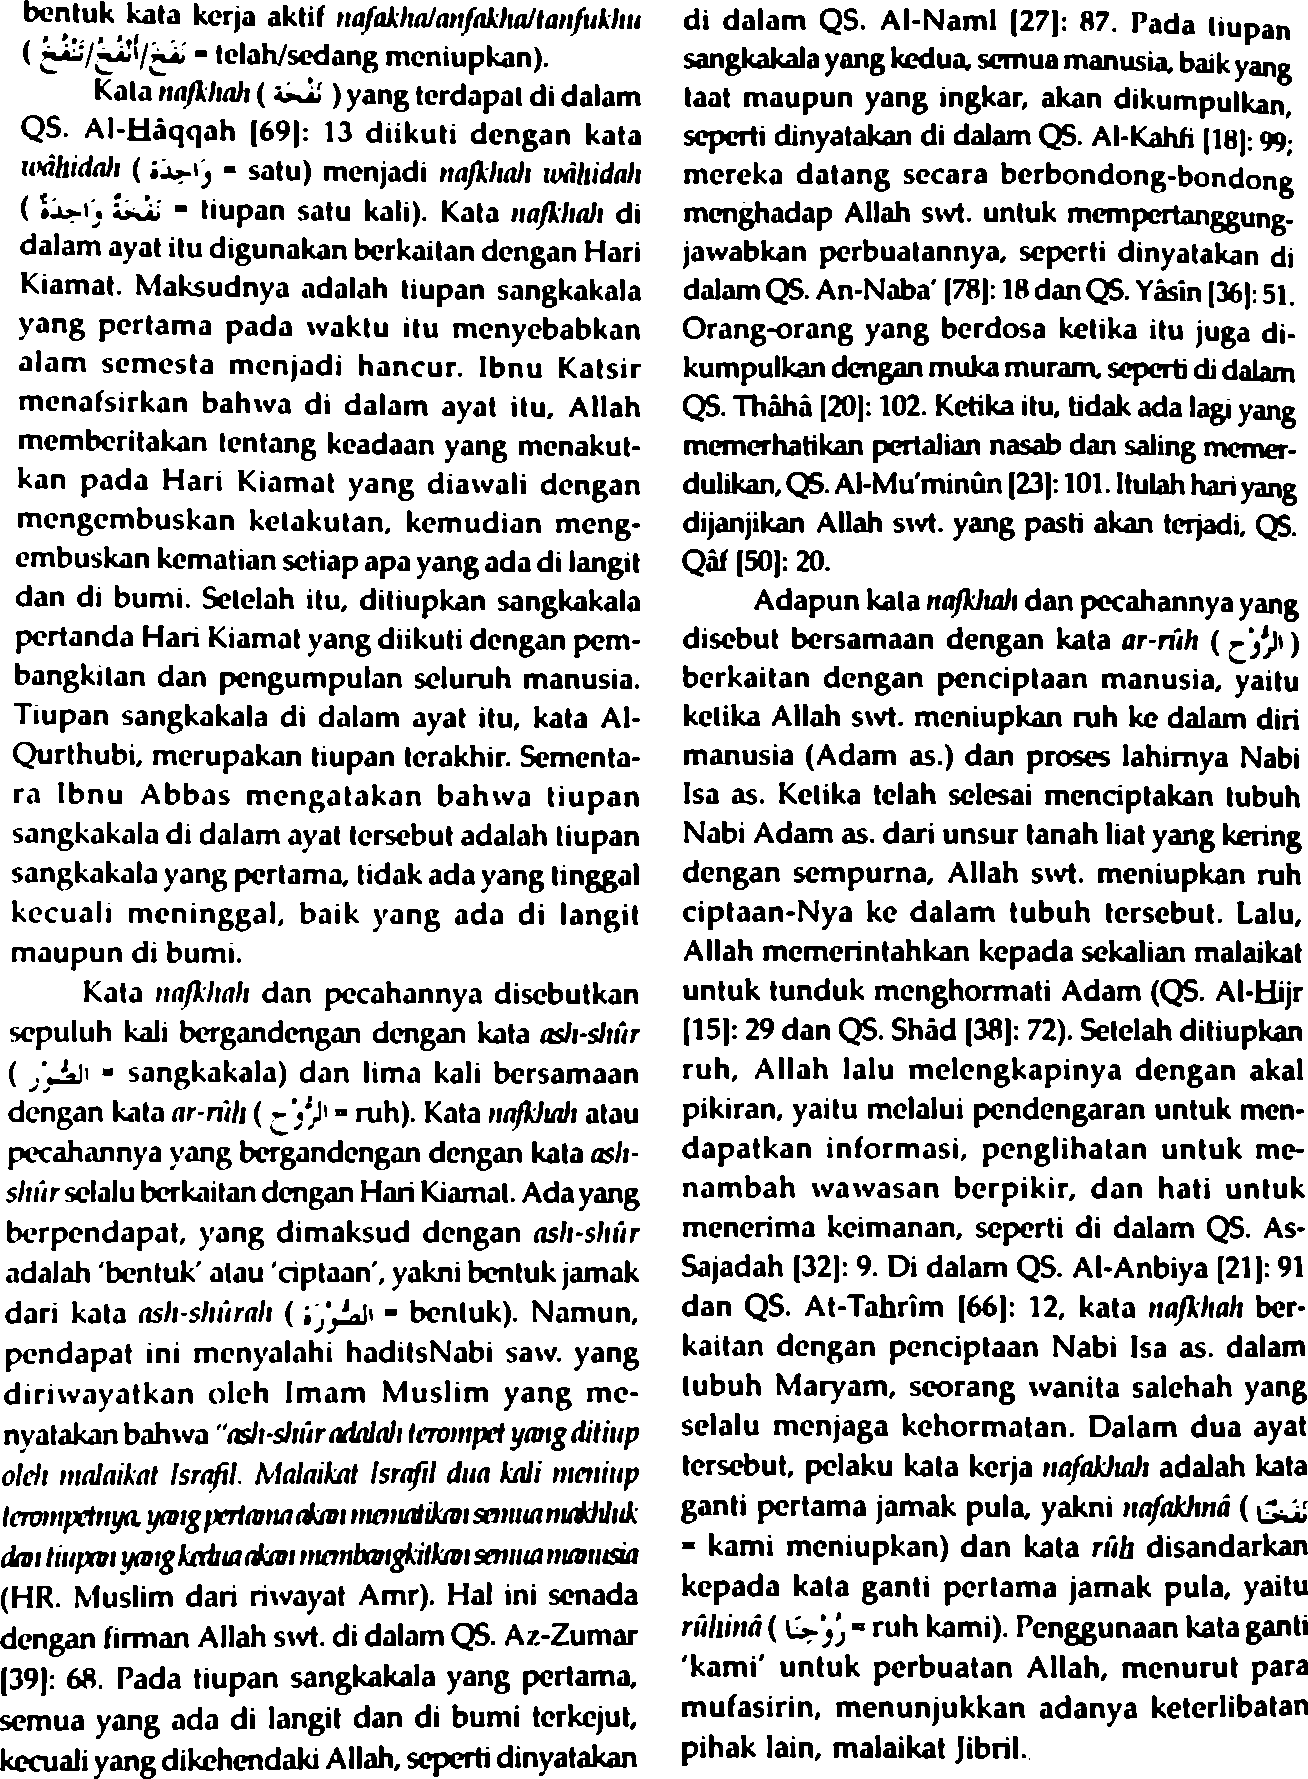 bentuk kata kerja aktif nafakha/anfakha/tanfukhu
( نَفَخَ/أَنْفَخُ/تَنْفُخُ = telah/sedang meniupkan).
Kata nafkhah ( نَفْخَة ) yang terdapat di dalam
QS. Al-Hâqqah [69]: 13 diikuti dengan kata
wâhidah ( وَاحِدَةٌ = satu) menjadi nafkhah wâhidah
( نَفْخَةٌ وَاحِدَةٌ = tiupan satu kali). Kata nafkhah di
dalam ayat itu digunakan berkaitan dengan Hari
Kiamat. Maksudnya adalah tiupan sangkakala
yang pertama pada waktu itu menyebabkan
alam semesta menjadi hancur. Ibnu Katsir
menafsirkan bahwa di dalam ayat itu, Allah
memberitakan tentang keadaan yang menakut-
kan pada Hari Kiamat yang diawali dengan
mengembuskan ketakutan, kemudian meng-
embuskan kematian setiap apa yang ada di langit
dan di bumi. Setelah itu, ditiupkan sangkakala
pertanda Hari Kiamat yang diikuti dengan pem-
bangkitan dan pengumpulan seluruh manusia.
Tiupan sangkakala di dalam ayat itu, kata Al-
Qurthubi, merupakan tiupan terakhir. Sementa-
ra Ibnu Abbas mengatakan bahwa tiupan
sangkakala di dalam ayat tersebut adalah tiupan
sangkakala yang pertama, tidak ada yang tinggal
kecuali meninggal, baik yang ada di langit
maupun di bumi.
Kata nafkhah dan pecahannya disebutkan
sepuluh kali bergandengan dengan kata ash-shûr
( الصُّوْر = sangkakala) dan lima kali bersamaan
dengan kata ar-rûh ( الرُّوْح = ruh). Kata nafkhah atau
pecahannya yang bergandengan dengan kata ash-
shûr selalu berkaitan dengan Hari Kiamat. Ada yang
berpendapat, yang dimaksud dengan ash-shûr
adalah 'bentuk' atau 'ciptaan', yakni bentuk jamak
dari kata ash-shûrah ( الصُّوْرَة = bentuk). Namun,
pendapat ini menyalahi haditsNabi saw. yang
diriwayatkan oleh Imam Muslim yang me-
nyatakan bahwa "ash-shûr adalah terompet yang ditiup
oleh malaikat Israfil. Malaikat Israfil dua kali meniup
terompetnya, yang pertama akan mematikan semua makhluk
dan tiupan yang kedua akan membangkitkan semua manusia
(HR. Muslim dari riwayat Amr). Hal ini senada
dengan firman Allah swt. di dalam QS. Az-Zumar
[39]: 68. Pada tiupan sangkakala yang pertama,
semua yang ada di langit dan di bumi terkejut,
kecuali yang dikehendaki Allah, seperti dinyatakan
di dalam QS. Al-Naml [27]: 87. Pada tiupan
sangkakala yang kedua, semua manusia, baik yang
taat maupun yang ingkar, akan dikumpulkan,
seperti dinyatakan di dalam QS. Al-Kahfi [18]: 99;
mereka datang secara berbondong-bondong
menghadap Allah swt. untuk mempertanggung-
jawabkan perbuatannya, seperti dinyatakan di
dalam QS. An-Naba' [78]: 18 dan QS. Yâsîn [36]: 51.
Orang-orang yang berdosa ketika itu juga di-
kumpulkan dengan muka muram, seperti di dalam
QS. Thâhâ [20]: 102. Ketika itu, tidak ada lagi yang
memerhatikan pertalian nasab dan saling memer-
dulikan, QS. Al-Mu'minûn [23]: 101. Itulah hari yang
dijanjikan Allah swt. yang pasti akan terjadi, QS.
Qâf [50]: 20.
Adapun kata nafkhah dan pecahannya yang
disebut bersamaan dengan kata ar-rûh ( الرُّوْح )
berkaitan dengan penciptaan manusia, yaitu
ketika Allah swt. meniupkan ruh ke dalam diri
manusia (Adam as.) dan proses lahirnya Nabi
Isa as. Ketika telah selesai menciptakan tubuh
Nabi Adam as. dari unsur tanah liat yang kering
dengan sempurna, Allah swt. meniupkan ruh
ciptaan-Nya ke dalam tubuh tersebut. Lalu,
Allah memerintahkan kepada sekalian malaikat
untuk tunduk menghormati Adam (QS. Al-Hijr
[15]: 29 dan QS. Shâd [38]: 72). Setelah ditiupkan
ruh, Allah lalu melengkapinya dengan akal
pikiran, yaitu melalui pendengaran untuk men-
dapatkan informasi, penglihatan untuk me-
nambah wawasan berpikir, dan hati untuk
menerima keimanan, seperti di dalam QS. As-
Sajadah [32]: 9. Di dalam QS. Al-Anbiya [21]: 91
dan QS. At-Tahrîm [66]: 12, kata nafkhah ber-
kaitan dengan penciptaan Nabi Isa as. dalam
tubuh Maryam, seorang wanita salehah yang
selalu menjaga kehormatan. Dalam dua ayat
tersebut, pelaku kata kerja nafakhah adalah kata
ganti pertama jamak pula, yakni nafakhnâ ( نَفَخْنَا
= kami meniupkan) dan kata rûh disandarkan
kepada kata ganti pertama jamak pula, yaitu
rûhinâ ( رُوْحِنَا = ruh kami). Penggunaan kata ganti
'kami' untuk perbuatan Allah, menurut para
mufasirin, menunjukkan adanya keterlibatan
pihak lain, malaikat Jibril.